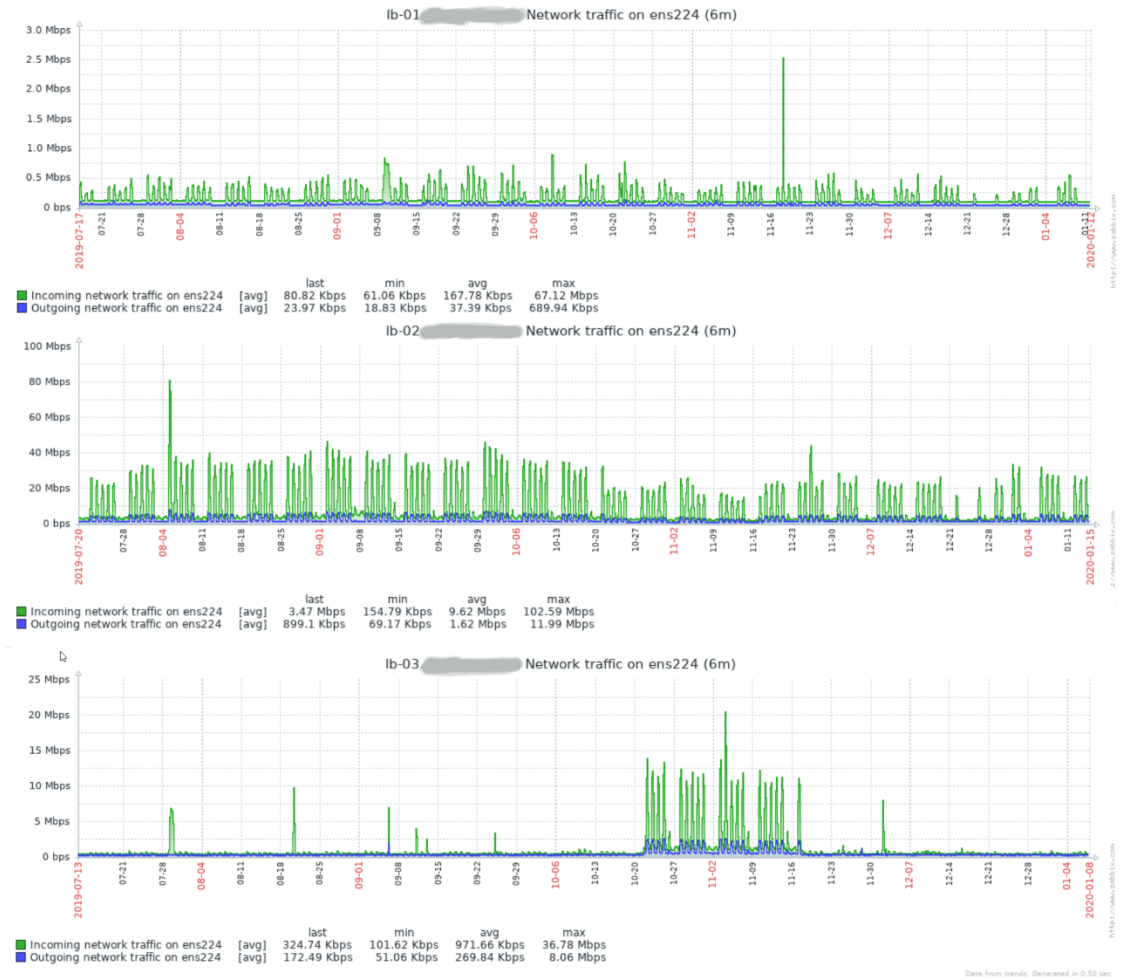 lb-01 Network traffic on ens224 (6m)
3.0 Mbps
2.5 Mbps
2.0 Mbps
1.5 Mbps
1.0 Mbps
0.5 Mbps
0 bps
2019-07-17 07-21 07-28 08-04 08-11 08-18 08-25 09-01 09-08 09-15 09-22 09-29 10-06 10-13 10-20 10-27 11-02 11-09 11-16 11-23 11-30 12-07 12-14 12-21 12-28 01-04 01-11 2020-01-12
last min avg max
Incoming network traffic on ens224 [avg] 80.82 Kbps 61.06 Kbps 167.78 Kbps 67.12 Mbps
Outgoing network traffic on ens224 [avg] 23.97 Kbps 18.83 Kbps 37.39 Kbps 689.94 Kbps
lb-02 Network traffic on ens224 (6m)
100 Mbps
80 Mbps
60 Mbps
40 Mbps
20 Mbps
0 bps
2019-07-20 07-28 08-04 08-11 08-18 08-25 09-01 09-08 09-15 09-22 09-29 10-06 10-13 10-20 10-27 11-02 11-09 11-16 11-23 11-30 12-07 12-14 12-21 12-28 01-04 01-11 2020-01-15
last min avg max
Incoming network traffic on ens224 [avg] 3.47 Mbps 154.79 Kbps 9.62 Mbps 102.59 Mbps
Outgoing network traffic on ens224 [avg] 899.1 Kbps 69.17 Kbps 1.62 Mbps 11.99 Mbps
lb-03 Network traffic on ens224 (6m)
25 Mbps
20 Mbps
15 Mbps
10 Mbps
5 Mbps
0 bps
2019-07-13 07-21 07-28 08-04 08-11 08-18 08-25 09-01 09-08 09-15 09-22 09-29 10-06 10-13 10-20 10-27 11-02 11-09 11-16 11-23 11-30 12-07 12-14 12-21 12-28 01-04 2020-01-08
last min avg max
Incoming network traffic on ens224 [avg] 324.74 Kbps 101.62 Kbps 971.66 Kbps 36.78 Mbps
Outgoing network traffic on ens224 [avg] 172.49 Kbps 51.06 Kbps 269.84 Kbps 8.06 Mbps
Data from trends. Generated in 0.50 sec.